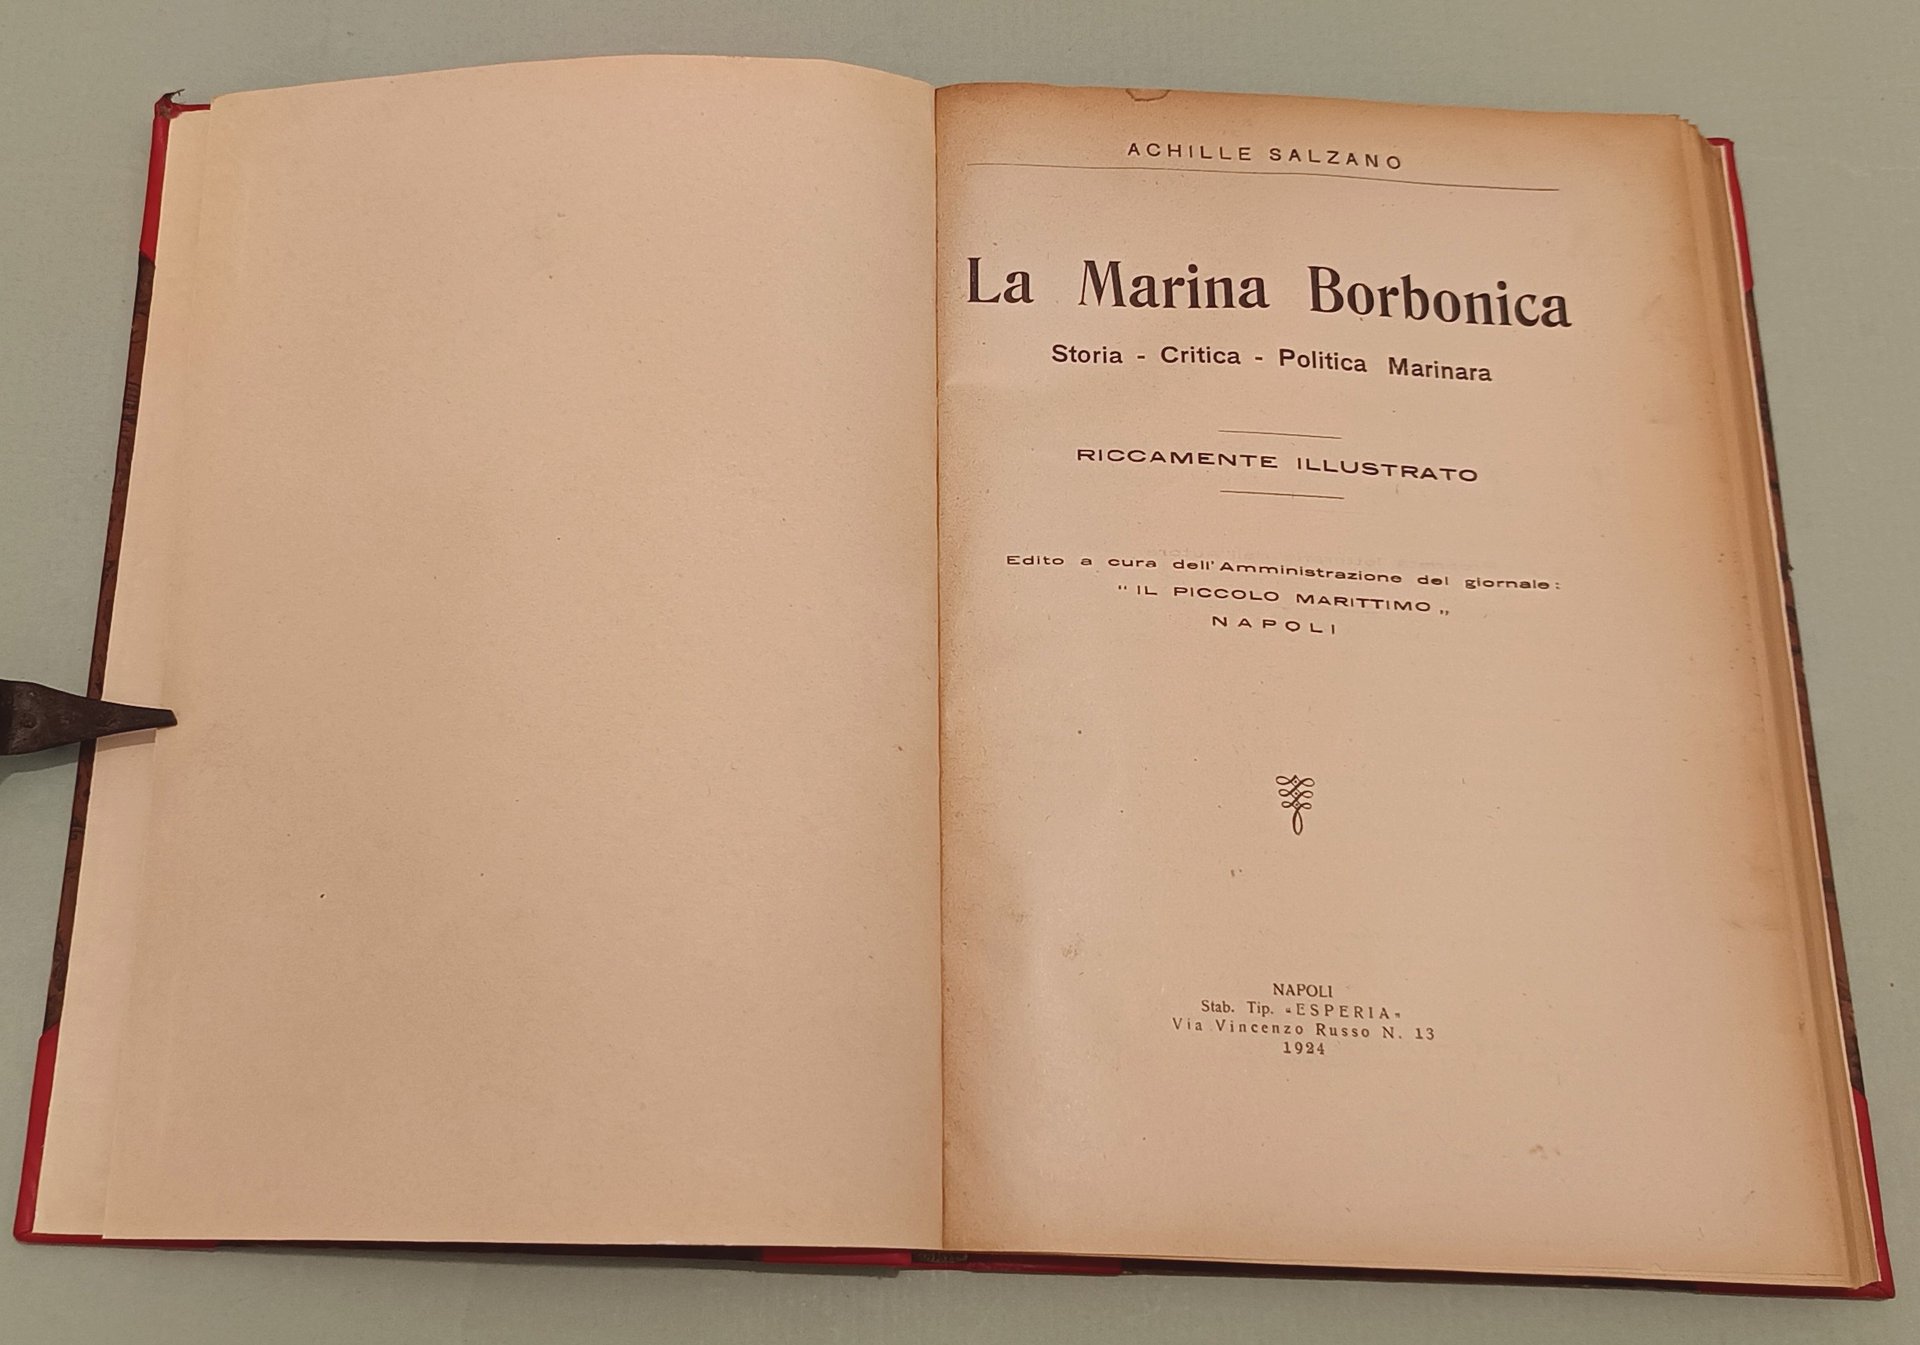 ACHILLE SALZANO
La Marina Borbonica
Storia - Critica - Politica Marinara
RICCAMENTE ILLUSTRATO
Edito a cura dell'Amministrazione del giornale:
“IL PICCOLO MARITTIMO„
NAPOLI
NAPOLI
Stab. Tip. «ESPERIA»
Via Vincenzo Russo N. 13
1924